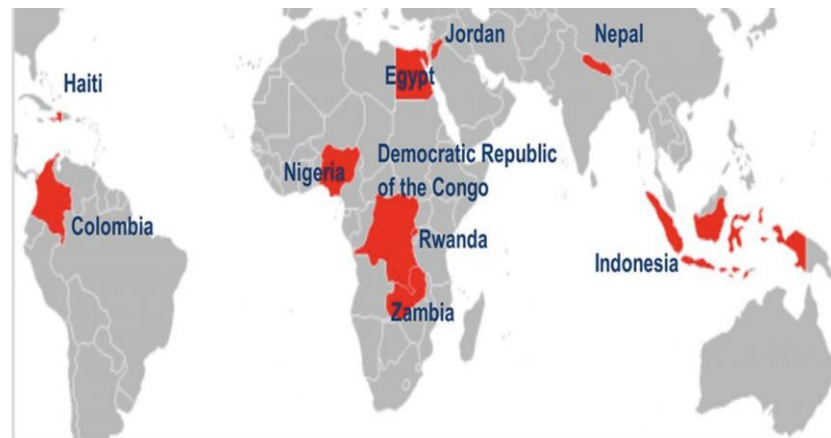 Jordan
Nepal
Haiti
Egypt
Nigeria
Democratic Republic
of the Congo
Colombia
Rwanda
Indonesia
Zambia